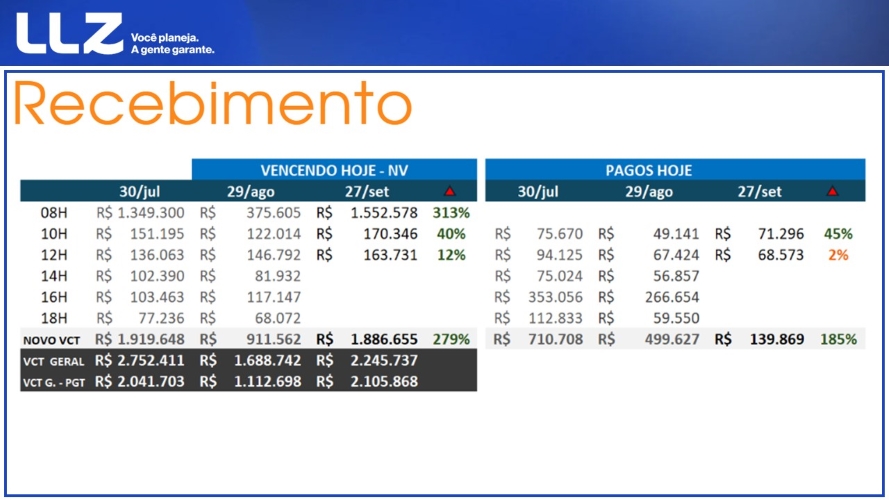 LLZ Você planeja.
A gente garante.
Recebimento
VENCENDO HOJE - NV PAGOS HOJE
30/jul 29/ago 27/set 30/jul 29/ago 27/set
08H R$ 1.349.300 R$ 375.605 R$ 1.552.578 313%
10H R$ 151.195 R$ 122.014 R$ 170.346 40% R$ 75.670 R$ 49.141 R$ 71.296 45%
12H R$ 136.063 R$ 146.792 R$ 163.731 12% R$ 94.125 R$ 67.424 R$ 68.573 2%
14H R$ 102.390 R$ 81.932 R$ 75.024 R$ 56.857
16H R$ 103.463 R$ 117.147 R$ 353.056 R$ 266.654
18H R$ 77.236 R$ 68.072 R$ 112.833 R$ 59.550
NOVO VCT R$ 1.919.648 R$ 911.562 R$ 1.886.655 279% R$ 710.708 R$ 499.627 R$ 139.869 185%
VCT GERAL R$ 2.752.411 R$ 1.688.742 R$ 2.245.737
VCT G. - PGT R$ 2.041.703 R$ 1.112.698 R$ 2.105.868